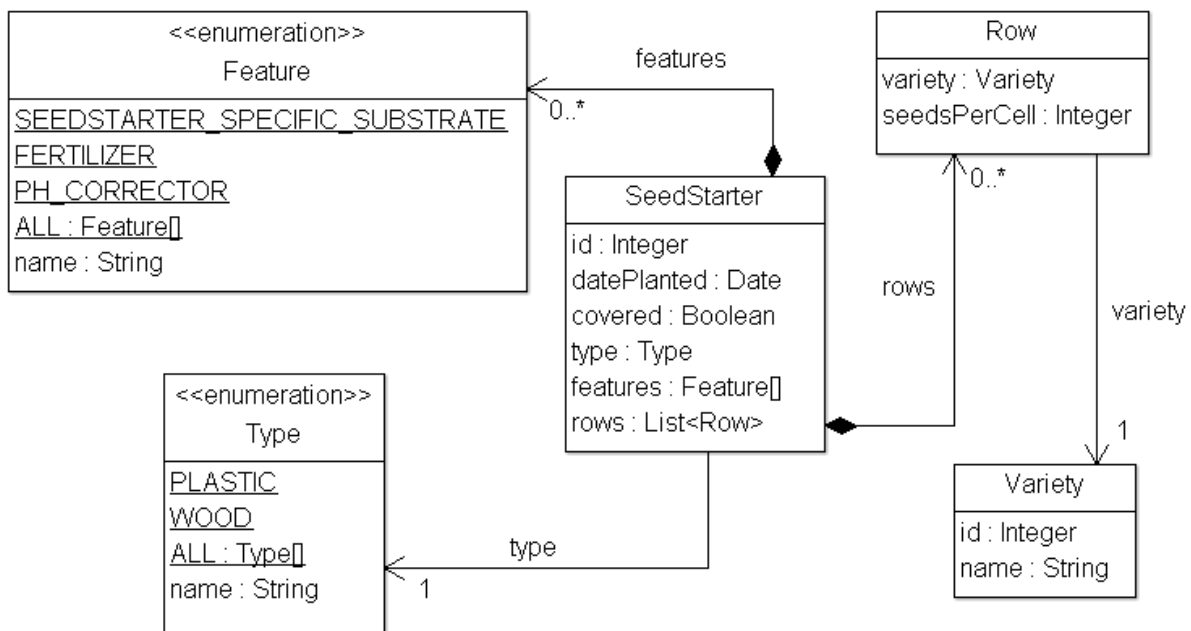 <<enumeration>>
Feature
SEEDSTARTER_SPECIFIC_SUBSTRATE
FERTILIZER
PH_CORRECTOR
ALL : Feature[]
name : String
features
0..*
Row
variety : Variety
seedsPerCell : Integer
0..*
SeedStarter
id : Integer
datePlanted : Date
covered : Boolean
type : Type
features : Feature[]
rows : List<Row>
rows
variety
1
<<enumeration>>
Type
PLASTIC
WOOD
ALL : Type[]
name : String
type
1
Variety
id : Integer
name : String